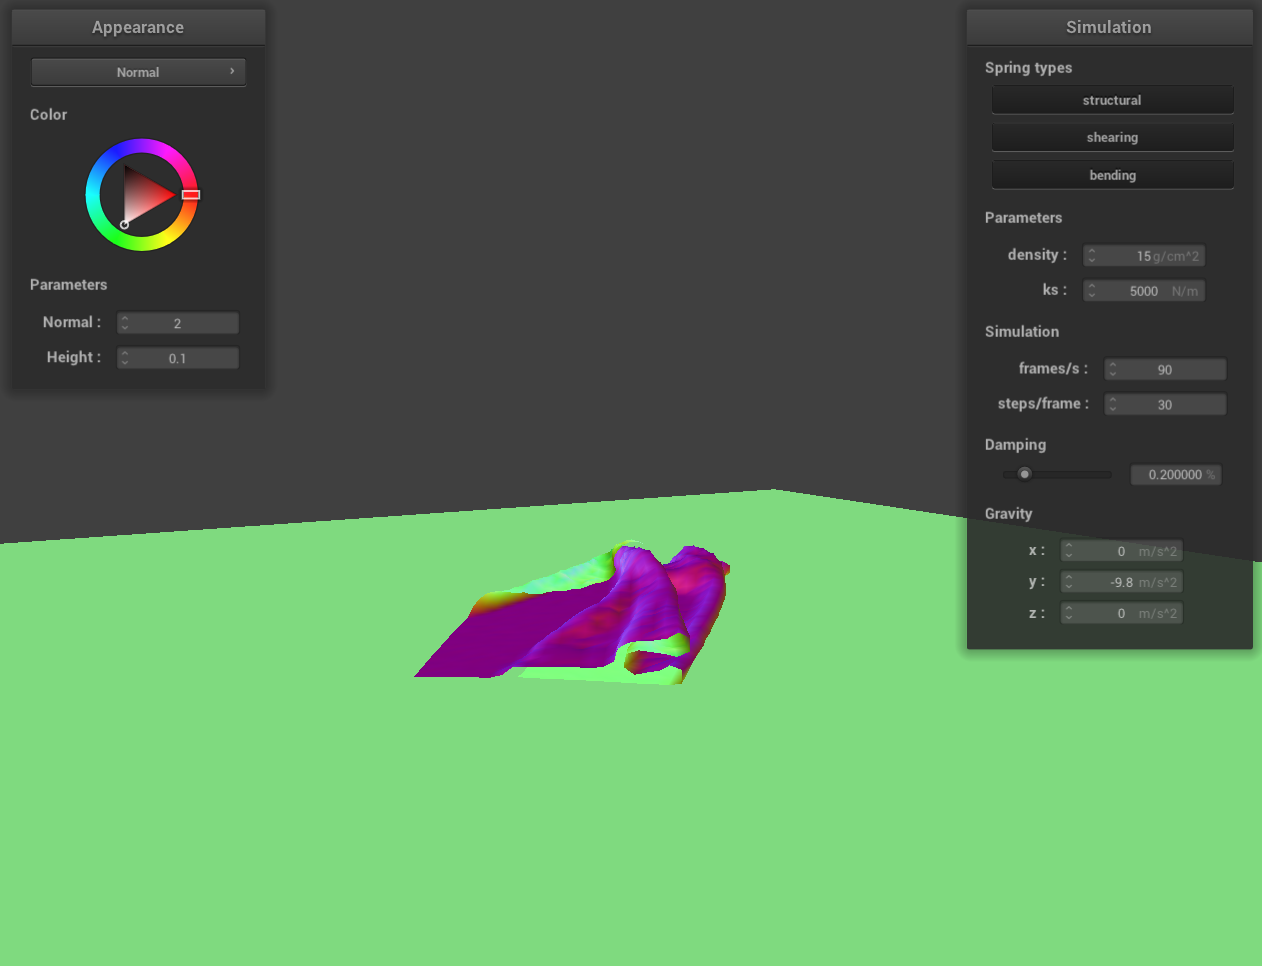 Appearance
Normal
Color
Parameters
Normal : 2
Height : 0.1
Simulation
Spring types
structural
shearing
bending
Parameters
density : 15 g/cm^2
ks : 5000 N/m
Simulation
frames/s : 90
steps/frame : 30
Damping
0.200000 %
Gravity
x : 0 m/s^2
y : -9.8 m/s^2
z : 0 m/s^2